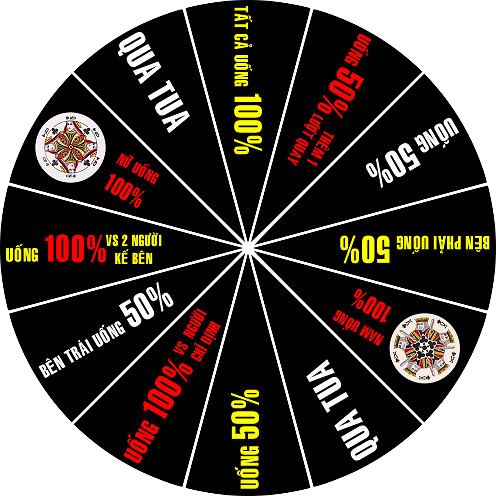 TẤT CẢ UỐNG 100%
UỐNG 50%
THÊM 1
LƯỢT QUAY
UỐNG 50%
BÊN PHẢI UỐNG 50%
NAM UỐNG
100%
QUA TUA
UỐNG 50%
UỐNG 100% VS NGƯỜI
CHỈ ĐỊNH
BÊN TRÁI UỐNG 50%
UỐNG 100% VS 2 NGƯỜI
KẾ BÊN
NỮ UỐNG
100%
QUA TUA